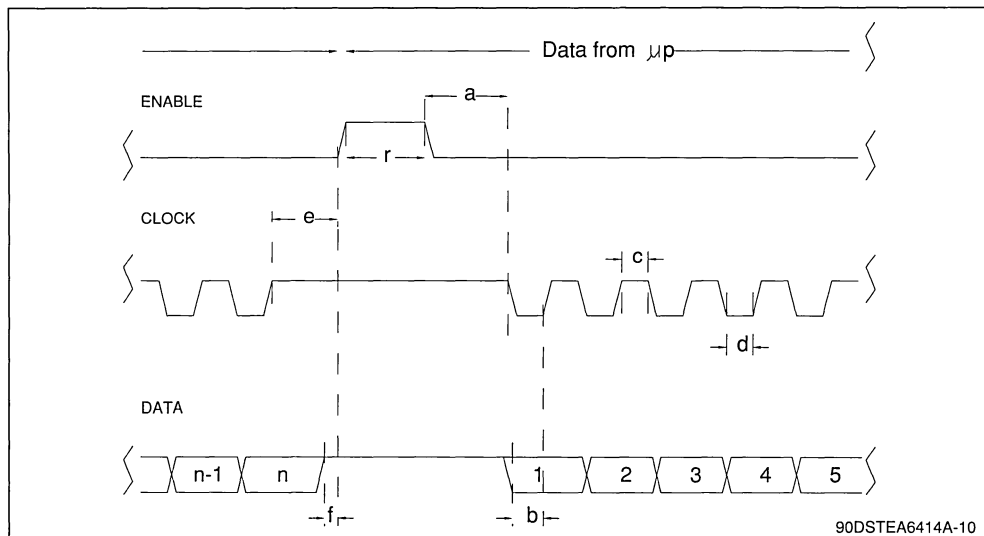 Data from μp
a
ENABLE
r
e
CLOCK
c
d
DATA
n-1 n 1 2 3 4 5
f b
90DSTEA6414A-10